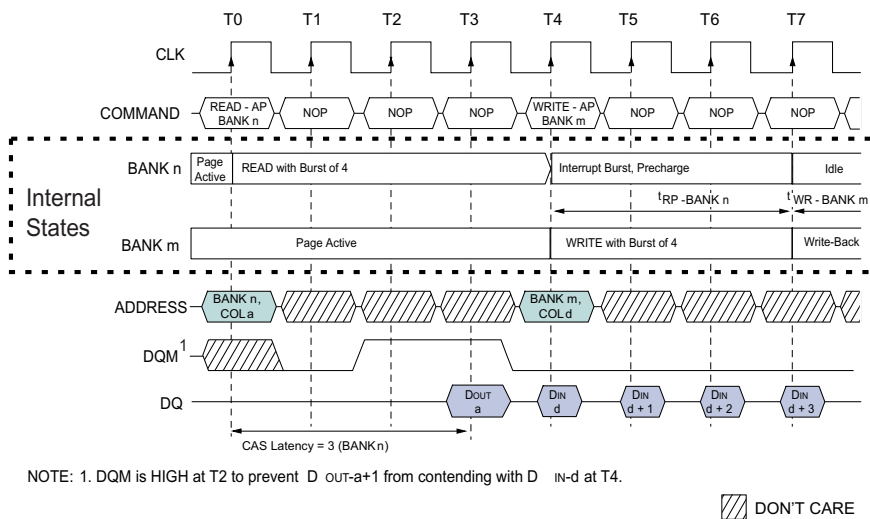 T0 T1 T2 T3 T4 T5 T6 T7
CLK
COMMAND
READ - AP
BANK n
NOP NOP NOP
WRITE - AP
BANK m
NOP NOP NOP
Internal
States
BANK n
Page
Active
READ with Burst of 4
Interrupt Burst, Precharge
Idle
tRP -BANK n
tWR - BANK m
BANK m
Page Active
WRITE with Burst of 4
Write-Back
ADDRESS
BANK n,
COL a
BANK m,
COL d
DQM1
DQ
DOUT
a
DIN
d
DIN
d + 1
DIN
d + 2
DIN
d + 3
CAS Latency = 3 (BANK n)
NOTE: 1. DQM is HIGH at T2 to prevent D OUT-a+1 from contending with D IN-d at T4.
DON'T CARE